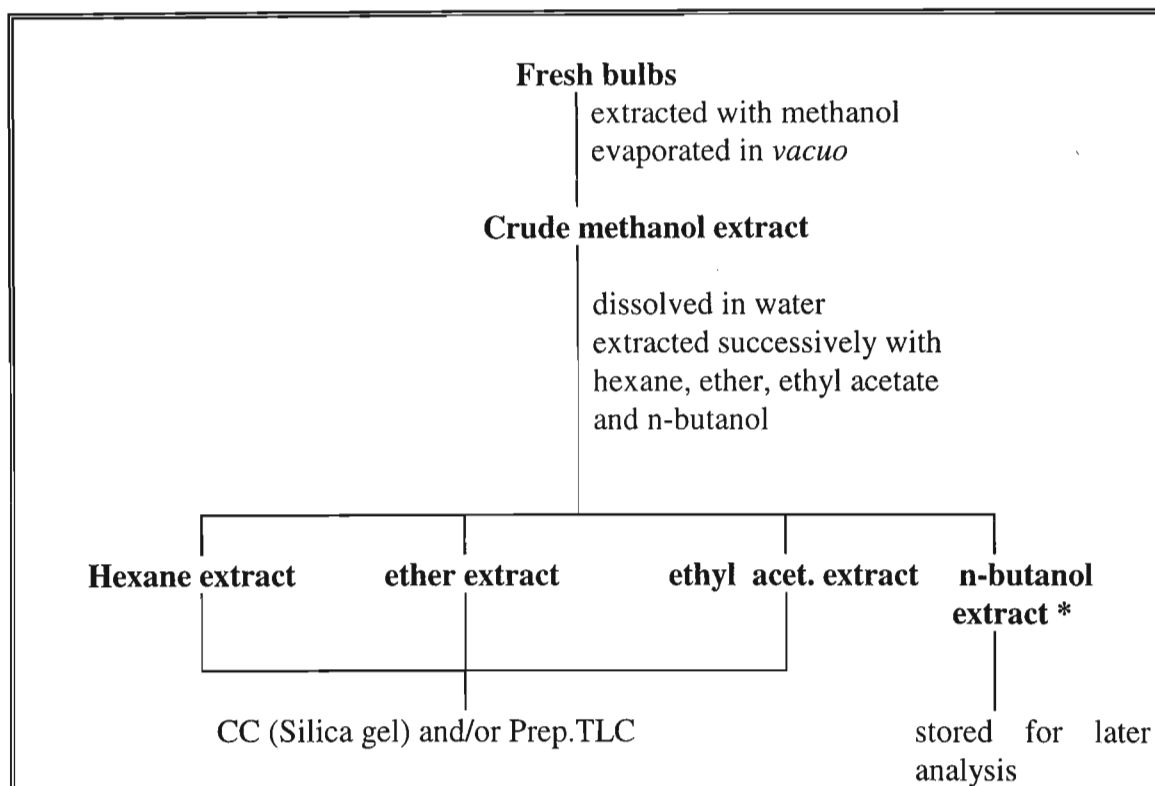 Fresh bulbs
extracted with methanol
evaporated in vacuo
Crude methanol extract
dissolved in water
extracted successively with
hexane, ether, ethyl acetate
and n-butanol
Hexane extract
ether extract
ethyl acet. extract
n-butanol
extract *
CC (Silica gel) and/or Prep.TLC
stored for later
analysis